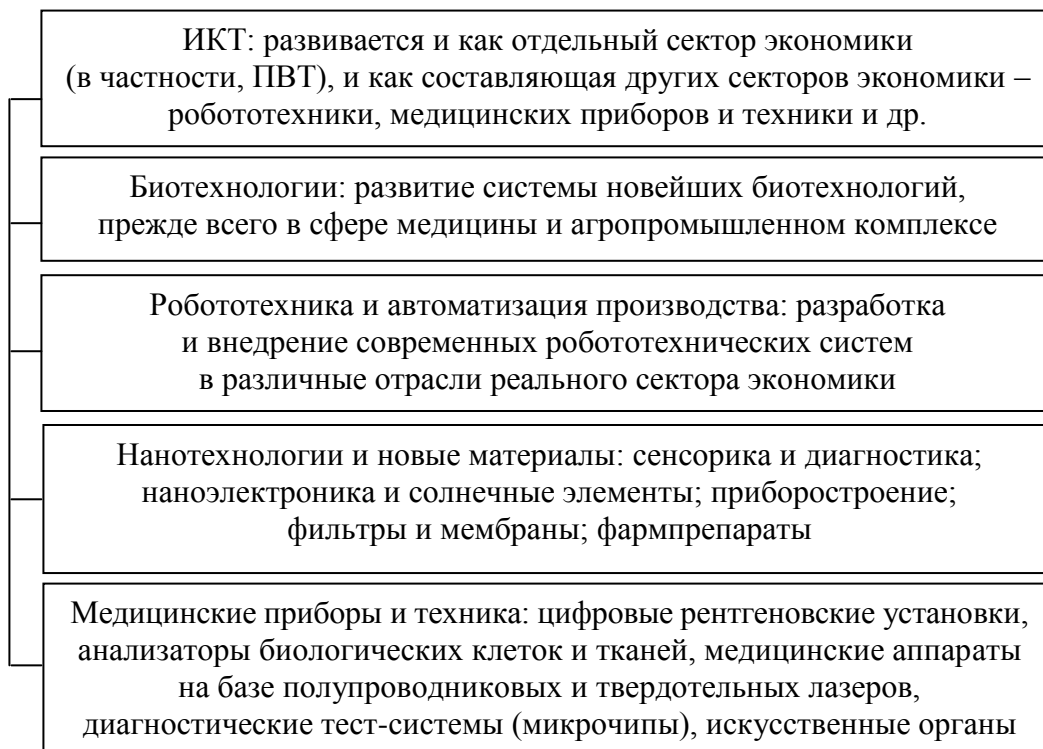 ИКТ: развивается и как отдельный сектор экономики
(в частности, ПВТ), и как составляющая других секторов экономики –
робототехники, медицинских приборов и техники и др.
Биотехнологии: развитие системы новейших биотехнологий,
прежде всего в сфере медицины и агропромышленном комплексе
Робототехника и автоматизация производства: разработка
и внедрение современных робототехнических систем
в различные отрасли реального сектора экономики
Нанотехнологии и новые материалы: сенсорика и диагностика;
наноэлектроника и солнечные элементы; приборостроение;
фильтры и мембраны; фармпрепараты
Медицинские приборы и техника: цифровые рентгеновские установки,
анализаторы биологических клеток и тканей, медицинские аппараты
на базе полупроводниковых и твердотельных лазеров,
диагностические тест-системы (микрочипы), искусственные органы